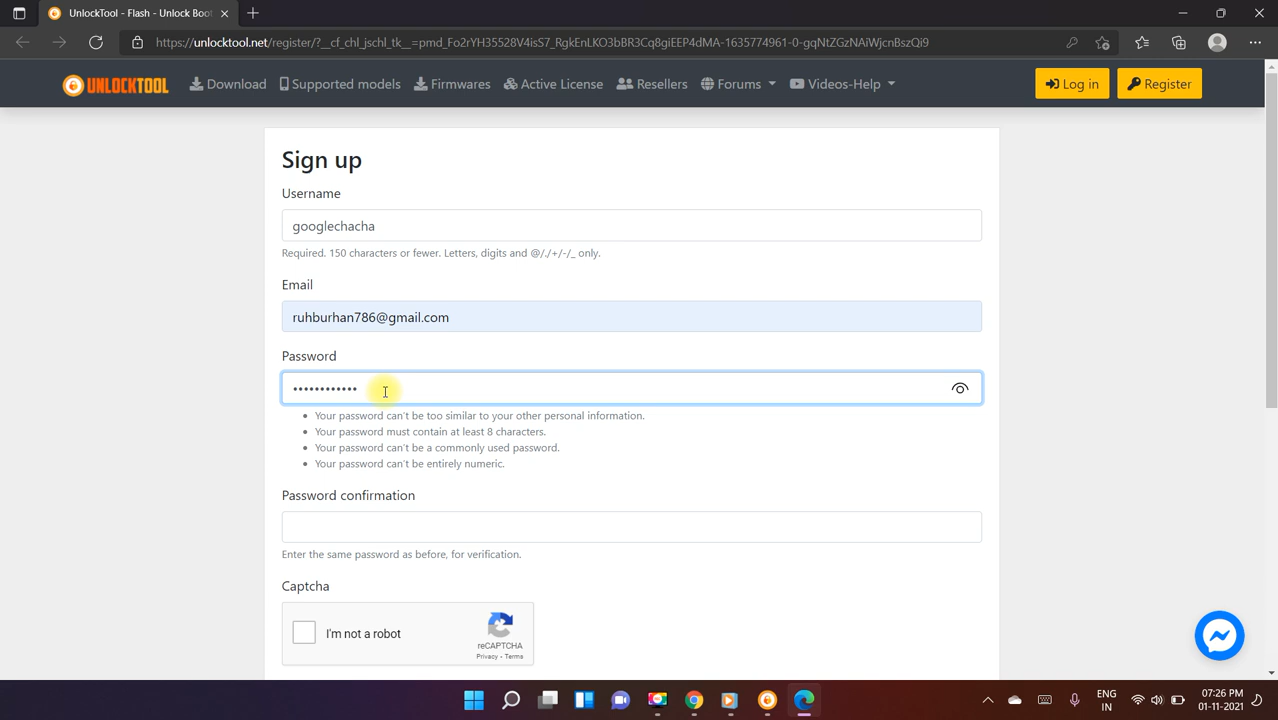 UnlockTool - Flash - Unlock Boot
https://unlocktool.net/register/?__cf_chl_jschl_tk__=pmd_Fo2rYH35528V4isS7_RgkEnLKO3bBR3Cq8giEEP4dMA-1635774961-0-gqNtZGzNAiWjcnBszQi9
UNLOCKTOOL Download Supported models Firmwares Active License Resellers Forums Videos-Help Log in Register
Sign up
Username
googlechacha
Required. 150 characters or fewer. Letters, digits and @/./+/-/_ only.
Email
ruhburhan786@gmail.com
Password
••••••••••••
• Your password can't be too similar to your other personal information.
• Your password must contain at least 8 characters.
• Your password can't be a commonly used password.
• Your password can't be entirely numeric.
Password confirmation
Enter the same password as before, for verification.
Captcha
I'm not a robot
reCAPTCHA
Privacy - Terms
ENG
IN
07:26 PM
01-11-2021